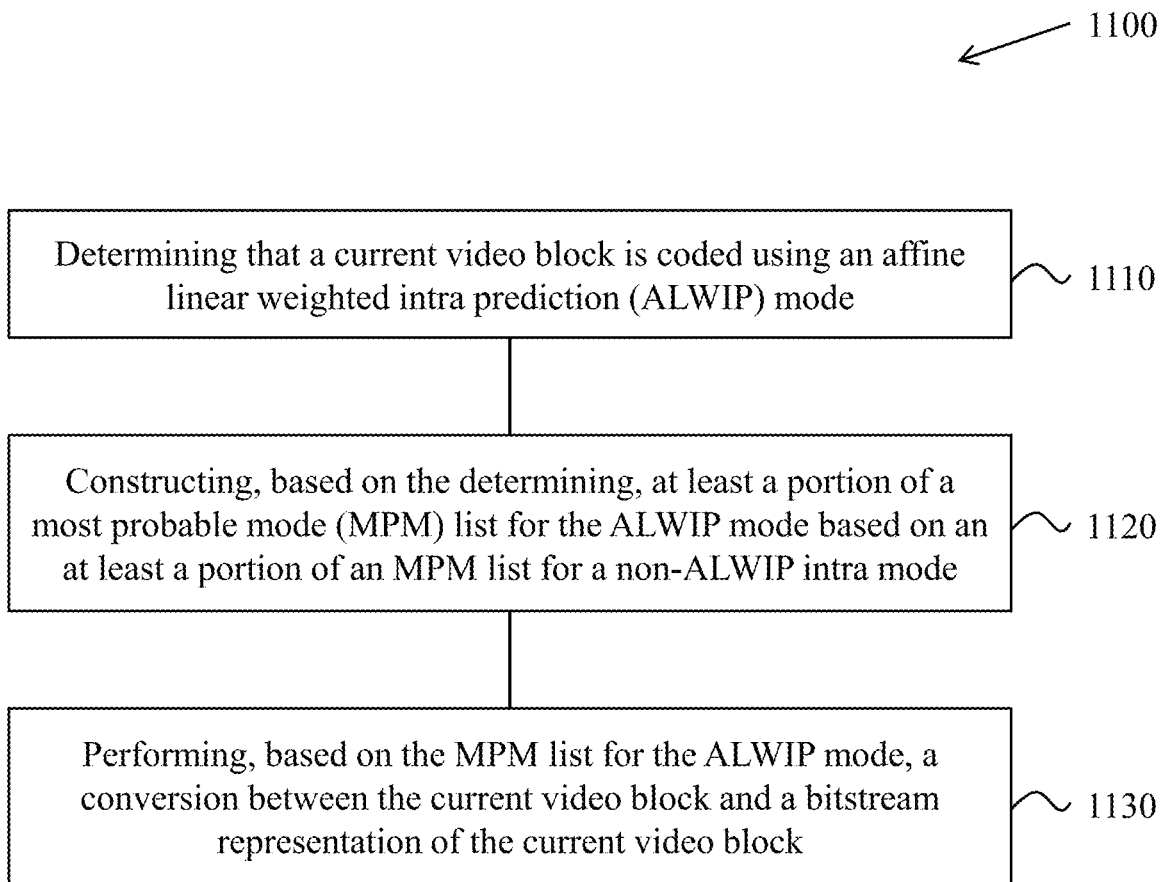 1100
Determining that a current video block is coded using an affine
linear weighted intra prediction (ALWIP) mode
1110
Constructing, based on the determining, at least a portion of a
most probable mode (MPM) list for the ALWIP mode based on an
at least a portion of an MPM list for a non-ALWIP intra mode
1120
Performing, based on the MPM list for the ALWIP mode, a
conversion between the current video block and a bitstream
representation of the current video block
1130